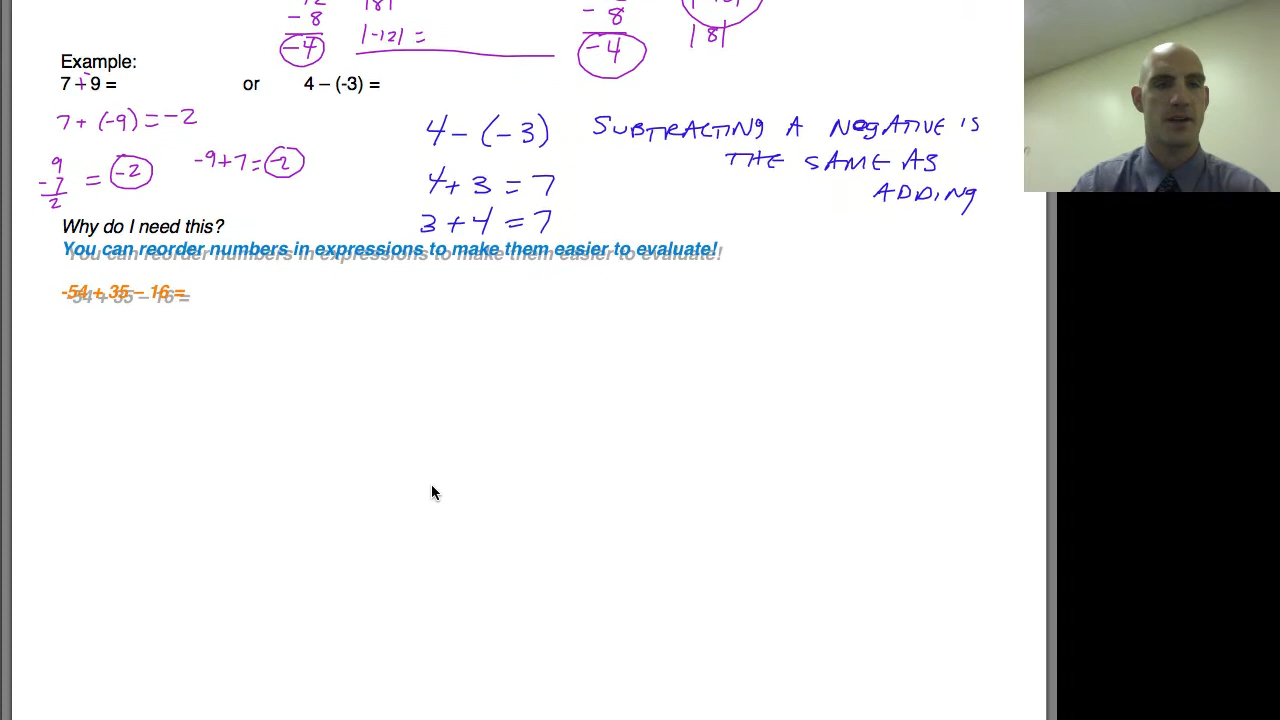 - 8
|8|
- 8
-4
|-12| =
-4
|8|
Example:
7 + -9 = or 4 – (-3) =
7 + (-9) = -2
4 - (-3)
SUBTRACTING A NEGATIVE IS
THE SAME AS
ADDING
9
- 7 = -2
2
-9 + 7 = -2
4 + 3 = 7
3 + 4 = 7
Why do I need this?
You can reorder numbers in expressions to make them easier to evaluate!
-54 + 35 – 16 =